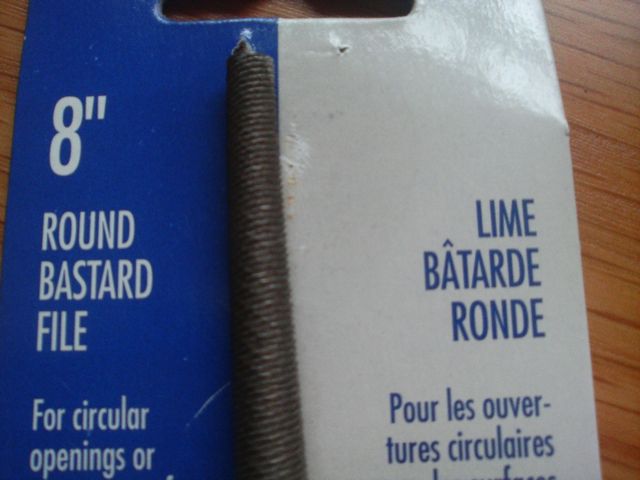 8"
ROUND
BASTARD
FILE
For circular
openings or
LIME
BÂTARDE
RONDE
Pour les ouver-
tures circulaires